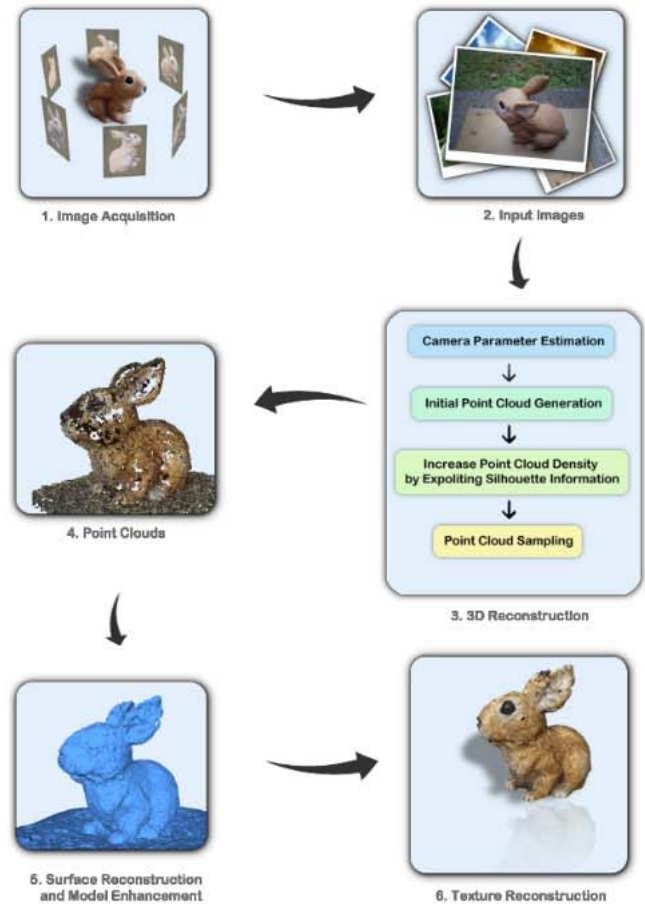 1. Image Acquisition
2. Input Images
Camera Parameter Estimation
Initial Point Cloud Generation
Increase Point Cloud Density
by Expoliting Silhouette Information
Point Cloud Sampling
3. 3D Reconstruction
4. Point Clouds
5. Surface Reconstruction
and Model Enhancement
6. Texture Reconstruction